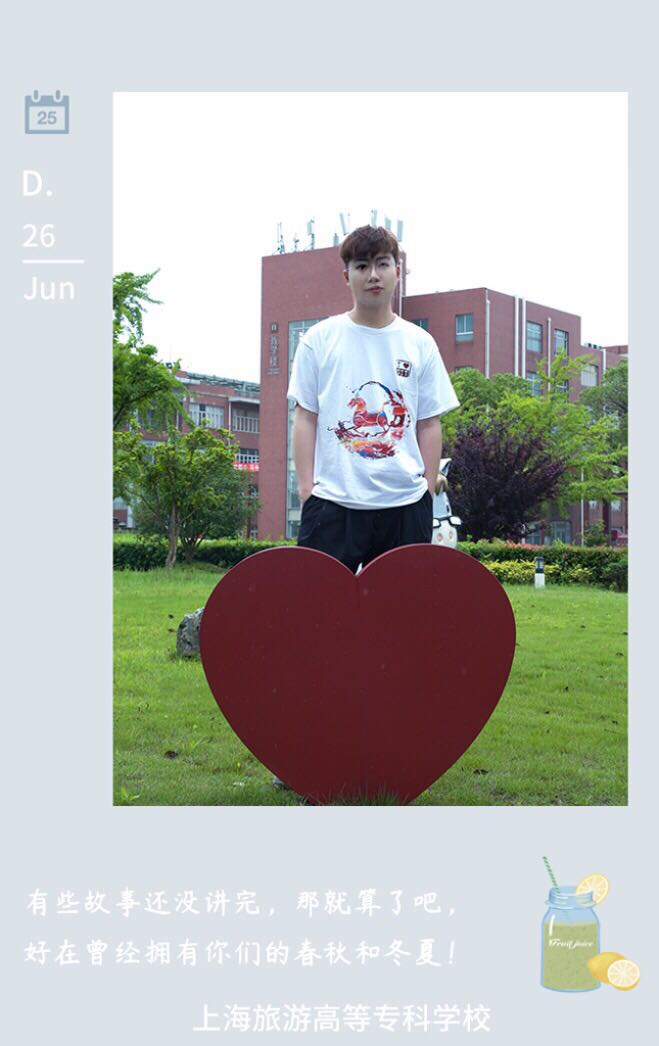 25
D.
26
Jun
有些故事还没讲完，那就算了吧，
好在曾经拥有你们的春秋和冬夏！
Fruit juice
上海旅游高等专科学校